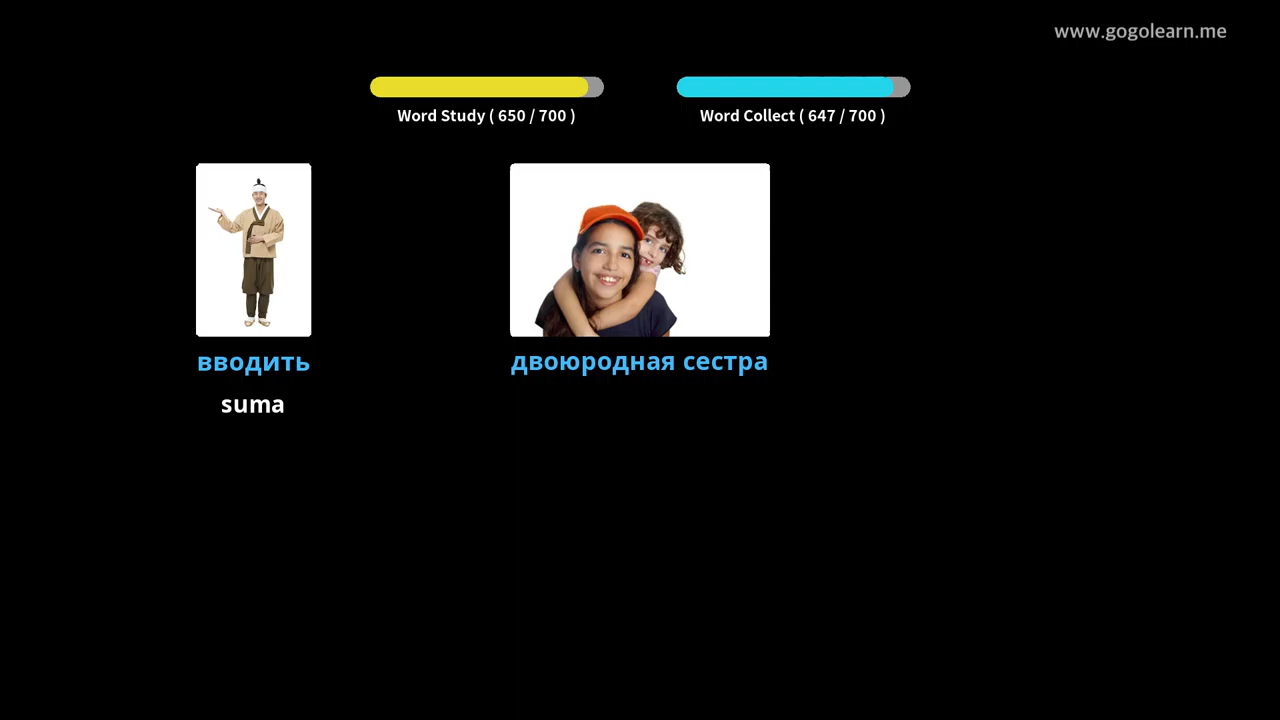 www.gogolearn.me
Word Study ( 650 / 700 )
Word Collect ( 647 / 700 )
вводить
двоюродная сестра
suma